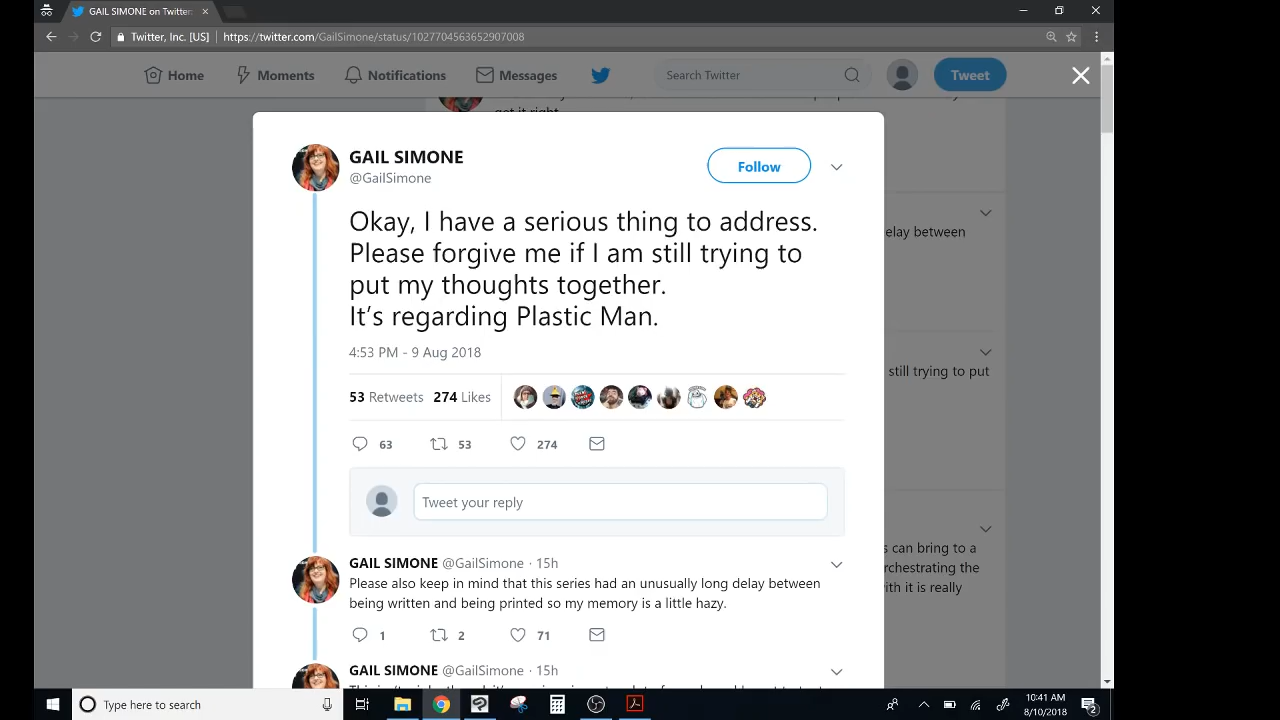 GAIL SIMONE on Twitter:
Twitter, Inc. [US] https://twitter.com/GailSimone/status/1027704563652907008
Home Moments Notifications Messages Search Twitter Tweet
get it right
GAIL SIMONE
@GailSimone
Follow
Okay, I have a serious thing to address.
Please forgive me if I am still trying to
put my thoughts together.
It's regarding Plastic Man.
4:53 PM - 9 Aug 2018
53 Retweets 274 Likes
63 53 274
Tweet your reply
GAIL SIMONE @GailSimone · 15h
Please also keep in mind that this series had an unusually long delay between
being written and being printed so my memory is a little hazy.
1 2 71
GAIL SIMONE @GailSimone · 15h
elay between
still trying to put
s can bring to a
rchestrating the
ith it is really
Type here to search
10:41 AM
8/10/2018
2